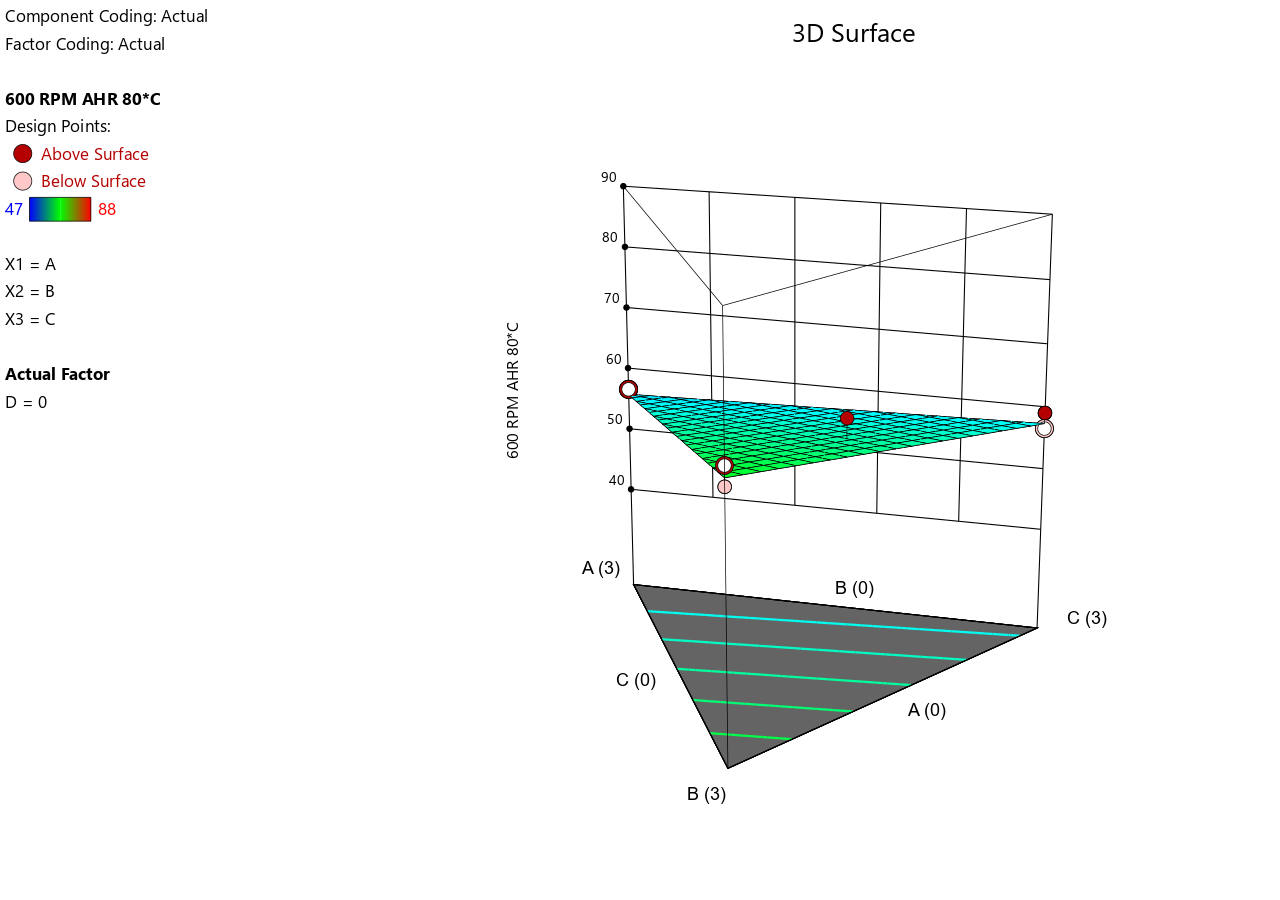 Component Coding: Actual
Factor Coding: Actual
3D Surface
600 RPM AHR 80*C
Design Points:
Above Surface
Below Surface
47 88
X1 = A
X2 = B
X3 = C
Actual Factor
D = 0
600 RPM AHR 80*C
90
80
70
60
50
40
A (3)
B (0)
C (3)
C (0)
A (0)
B (3)